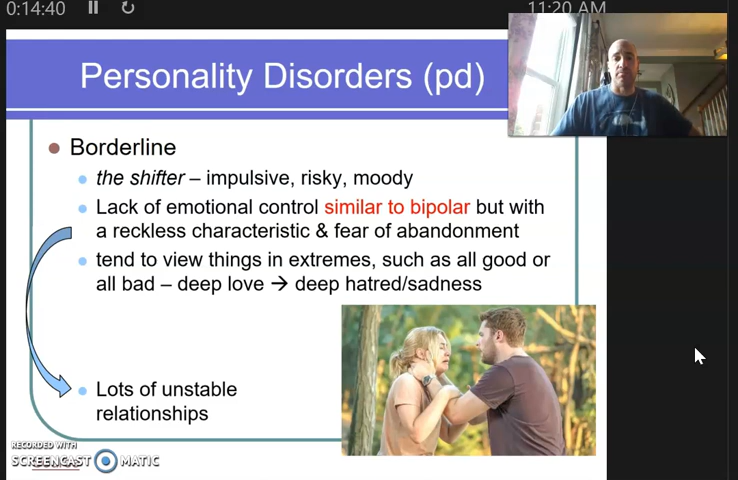 0:14:40
11:20 AM
Personality Disorders (pd)
Borderline
the shifter – impulsive, risky, moody
Lack of emotional control similar to bipolar but with
a reckless characteristic & fear of abandonment
tend to view things in extremes, such as all good or
all bad – deep love → deep hatred/sadness
Lots of unstable
relationships
RECORDED WITH
SCREENCAST MATIC